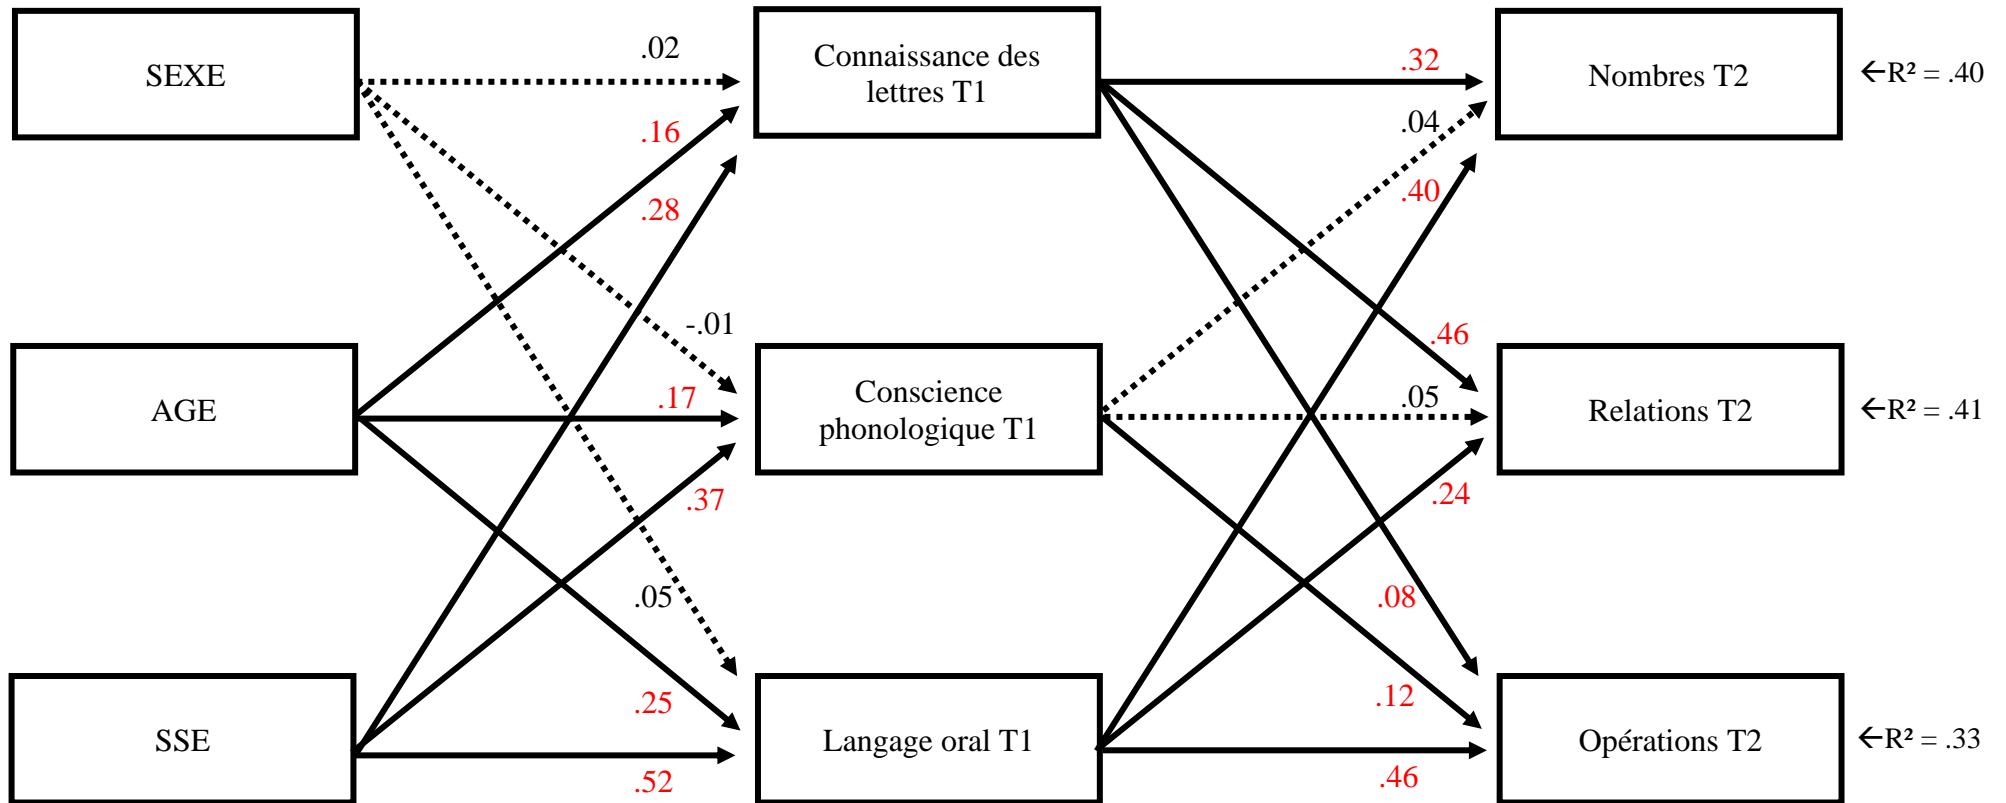 SEXE
.02
Connaissance des
lettres T1
.32
Nombres T2
←R² = .40
.16
.04
.28
.40
-.01
.46
AGE
.17
Conscience
phonologique T1
.05
Relations T2
←R² = .41
.37
.24
.05
.08
.25
.12
SSE
.52
Langage oral T1
.46
Opérations T2
←R² = .33